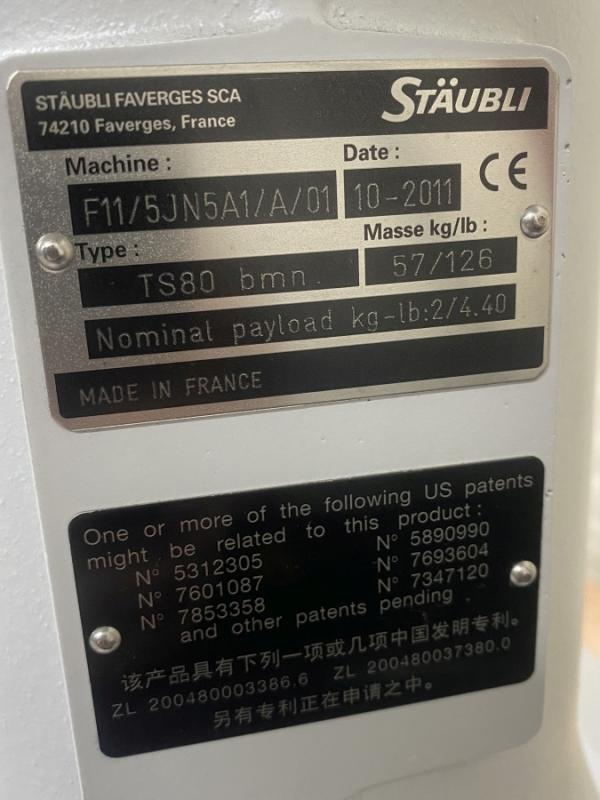 STÄUBLI FAVERGES SCA
74210 Faverges, France
STÄUBLI
Machine :
Date :
CE
F11/5JN5A1/A/01
10-2011
Type :
Masse kg/lb :
TS80 bmn
57/126
Nominal payload kg-lb:2/4.40
MADE IN FRANCE
One or more of the following US patents
might be related to this product :
N° 5312305 N° 5890990
N° 7601087 N° 7693604
N° 7853358 N° 7347120
and other patents pending .
该产品具有下列一项或几项中国发明专利。
ZL 200480003386.6 ZL 200480037380.0
另有专利正在申请之中。